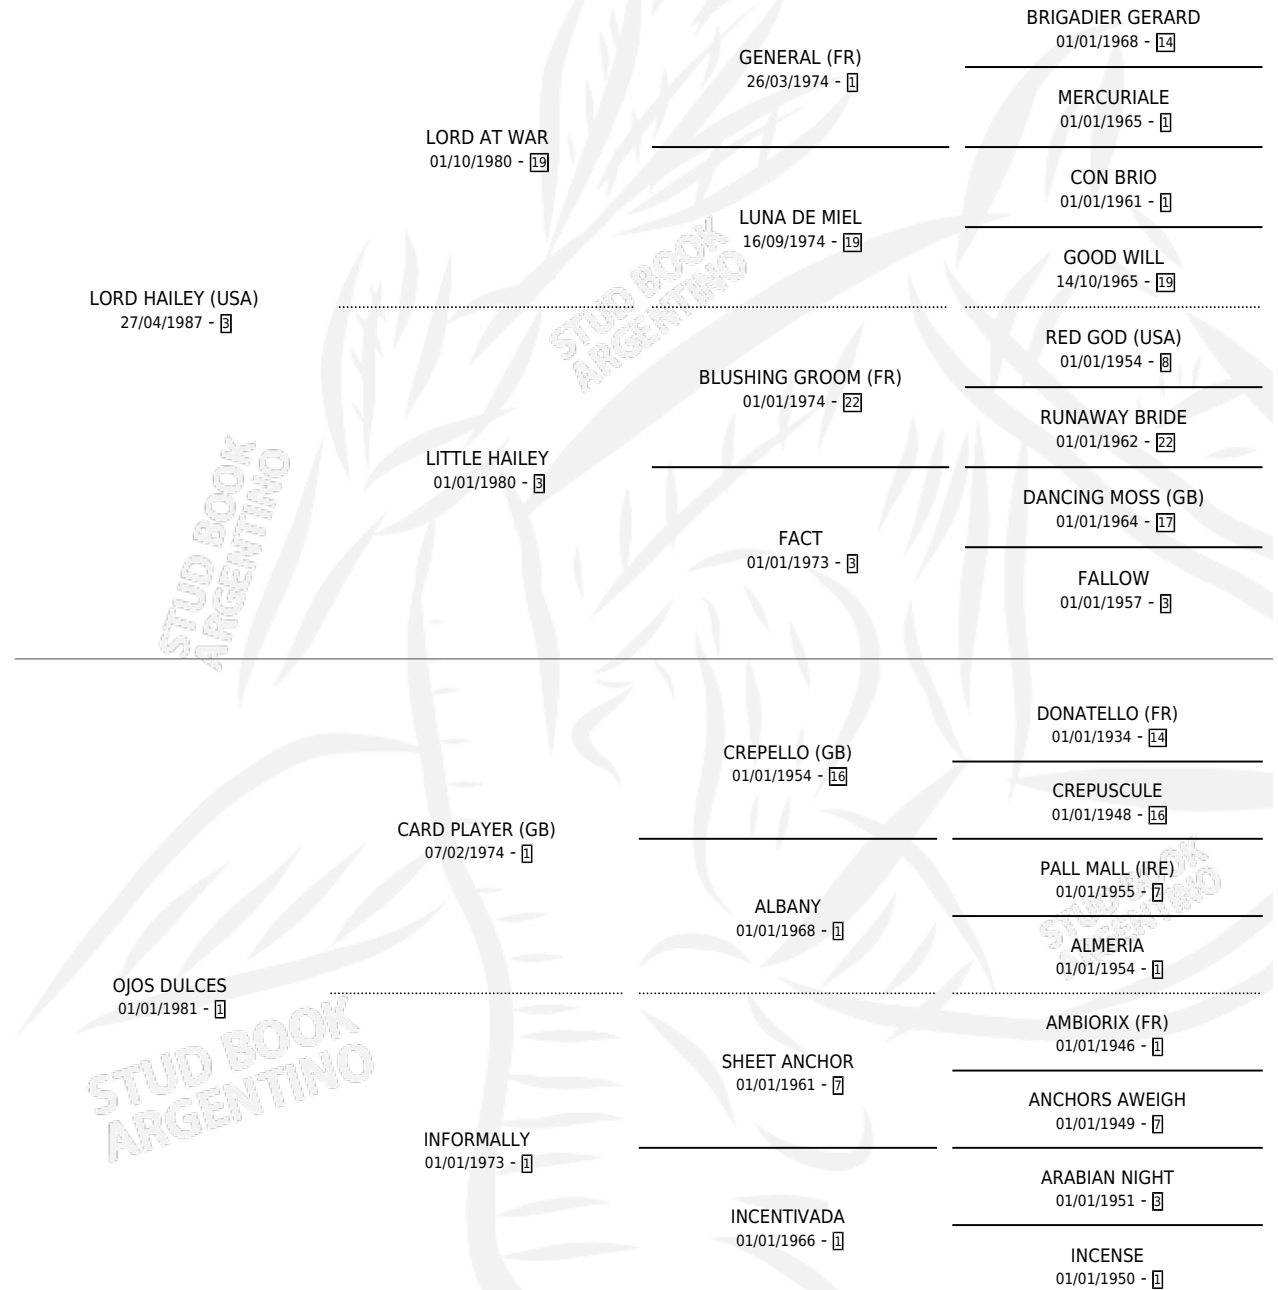 BRIGADIER GERARD
01/01/1968 - 14
GENERAL (FR)
26/03/1974 - 1
MERCURIALE
01/01/1965 - 1
LORD AT WAR
01/10/1980 - 19
CON BRIO
01/01/1961 - 1
LUNA DE MIEL
16/09/1974 - 19
GOOD WILL
14/10/1965 - 19
LORD HAILEY (USA)
27/04/1987 - 3
RED GOD (USA)
01/01/1954 - 8
BLUSHING GROOM (FR)
01/01/1974 - 22
RUNAWAY BRIDE
01/01/1962 - 22
LITTLE HAILEY
01/01/1980 - 3
DANCING MOSS (GB)
01/01/1964 - 17
FACT
01/01/1973 - 3
FALLOW
01/01/1957 - 3
DONATELLO (FR)
01/01/1934 - 14
CREPELLO (GB)
01/01/1954 - 16
CREPUSCULE
01/01/1948 - 16
CARD PLAYER (GB)
07/02/1974 - 1
PALL MALL (IRE)
01/01/1955 - 7
ALBANY
01/01/1968 - 1
ALMERIA
01/01/1954 - 1
OJOS DULCES
01/01/1981 - 1
AMBIORIX (FR)
01/01/1946 - 1
SHEET ANCHOR
01/01/1961 - 7
ANCHORS AWEIGH
01/01/1949 - 7
INFORMALLY
01/01/1973 - 1
ARABIAN NIGHT
01/01/1951 - 3
INCENTIVADA
01/01/1966 - 1
INCENSE
01/01/1950 - 1
STUD BOOK
ARGENTINO
STUD BOOK
ARGENTINO
STUD BOOK
ARGENTINO
STUD BOOK
ARGENTINO